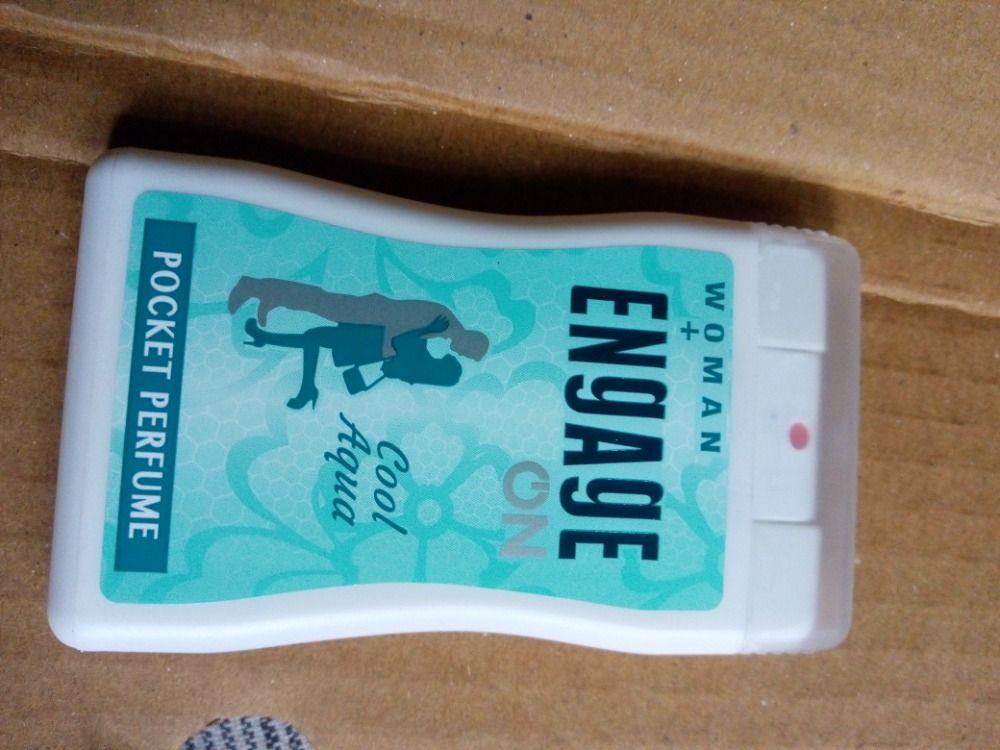 WOMAN
+
ENgAgE
ON
Cool
Aqua
POCKET PERFUME